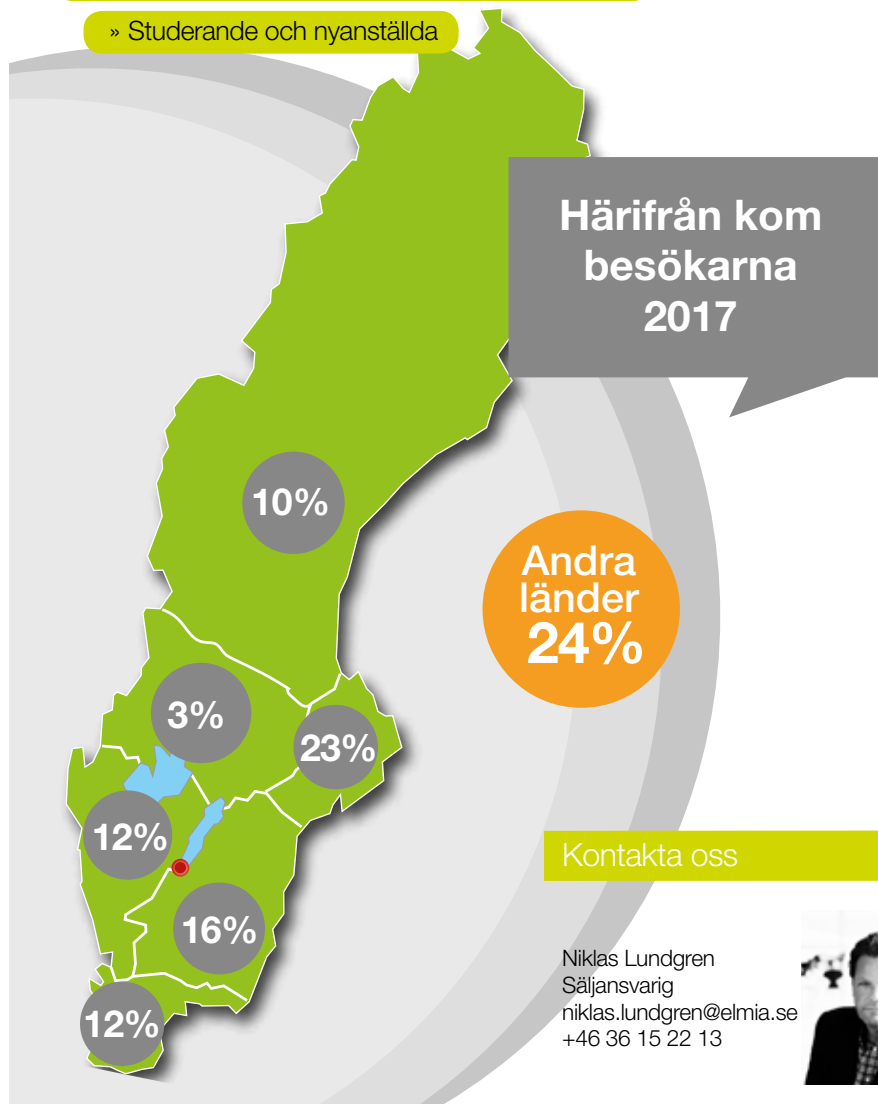 » Studerande och nyanställda
Härifrån kom
besökarna
2017
10%
Andra
länder
24%
3%
23%
12%
16%
12%
Kontakta oss
Niklas Lundgren
Säljansvarig
niklas.lundgren@elmia.se
+46 36 15 22 13